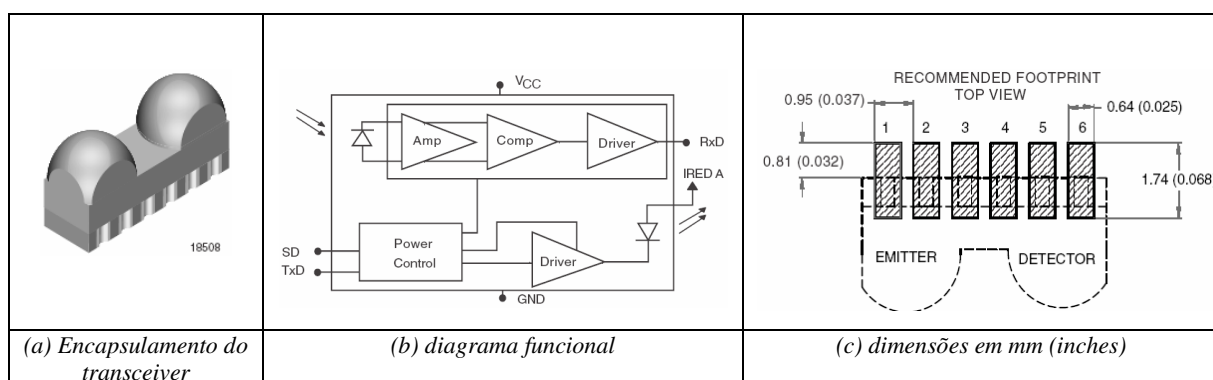 18508
(a) Encapsulamento do
transceiver
VCC
Amp
Comp
Driver
RxD
IRED A
SD
TxD
Power
Control
Driver
GND
(b) diagrama funcional
RECOMMENDED FOOTPRINT
TOP VIEW
0.95 (0.037)
0.64 (0.025)
1 2 3 4 5 6
0.81 (0.032)
1.74 (0.068
EMITTER
DETECTOR
(c) dimensões em mm (inches)